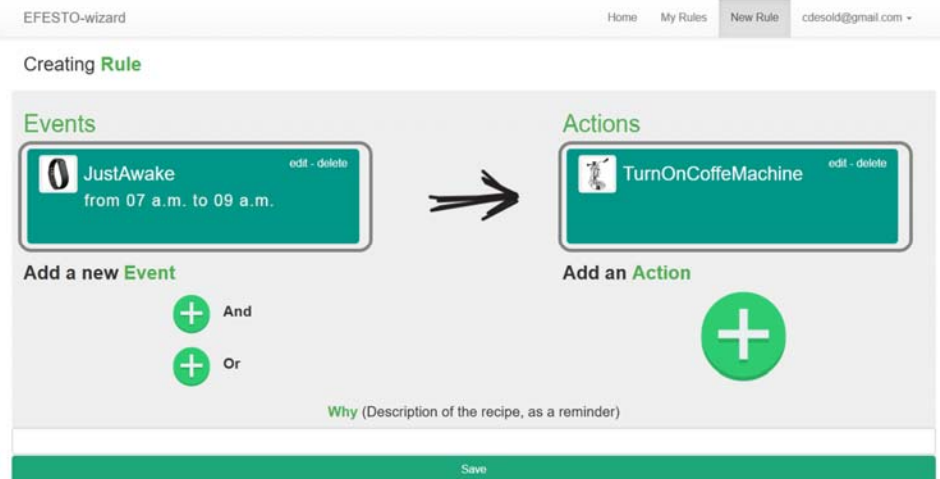 EFESTO-wizard
Home My Rules New Rule cdesold@gmail.com
Creating Rule
Events
JustAwake
edit - delete
from 07 a.m. to 09 a.m.
Add a new Event
And
Or
Actions
TurnOnCoffeMachine
edit - delete
Add an Action
Why (Description of the recipe, as a reminder)
Save